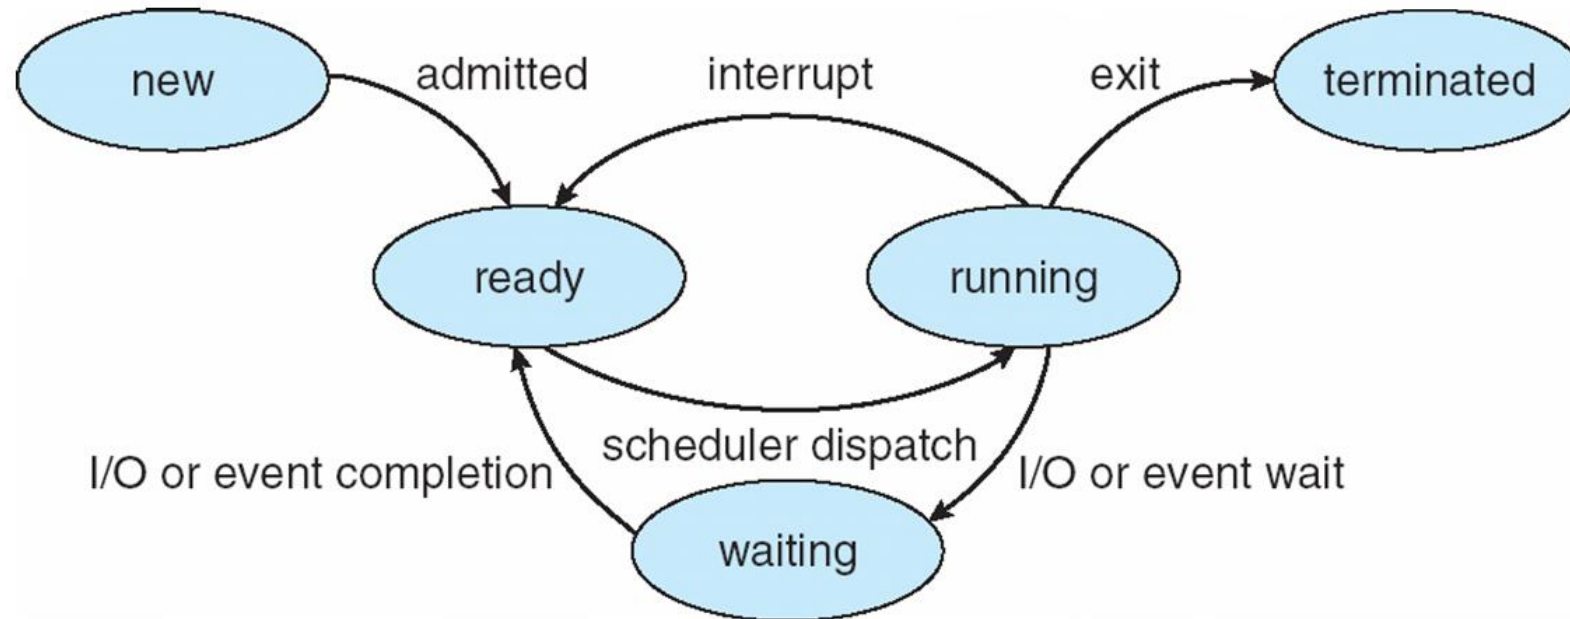 new
admitted
interrupt
exit
terminated
ready
running
scheduler dispatch
I/O or event completion
I/O or event wait
waiting